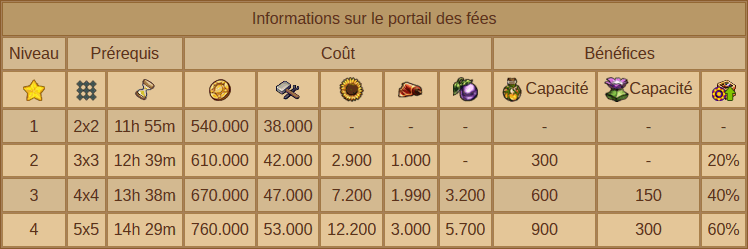 Informations sur le portail des fées
Niveau Prérequis Coût Bénéfices
Capacité Capacité
1 2x2 11h 55m 540.000 38.000 - - - - - -
2 3x3 12h 39m 610.000 42.000 2.900 1.000 - 300 - 20%
3 4x4 13h 38m 670.000 47.000 7.200 1.990 3.200 600 150 40%
4 5x5 14h 29m 760.000 53.000 12.200 3.000 5.700 900 300 60%